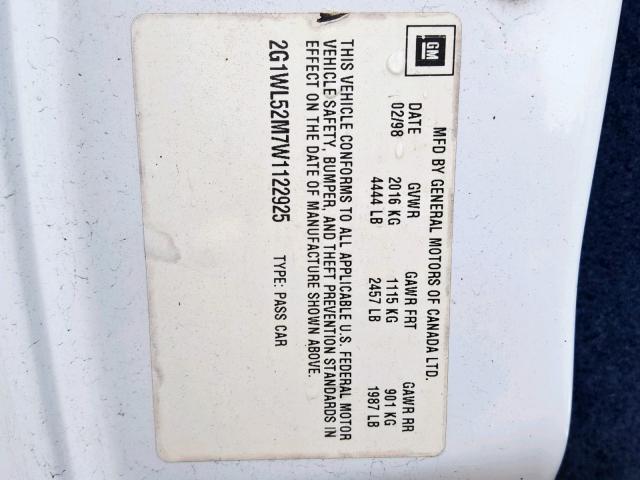 GM
MFD BY GENERAL MOTORS OF CANADA LTD.
DATE GVWR GAWR FRT GAWR RR
02/98 2016 KG 1115 KG 901 KG
4444 LB 2457 LB 1987 LB
THIS VEHICLE CONFORMS TO ALL APPLICABLE U.S. FEDERAL MOTOR
VEHICLE SAFETY, BUMPER, AND THEFT PREVENTION STANDARDS IN
EFFECT ON THE DATE OF MANUFACTURE SHOWN ABOVE.
2G1WL52M7W1122925 TYPE: PASS CAR